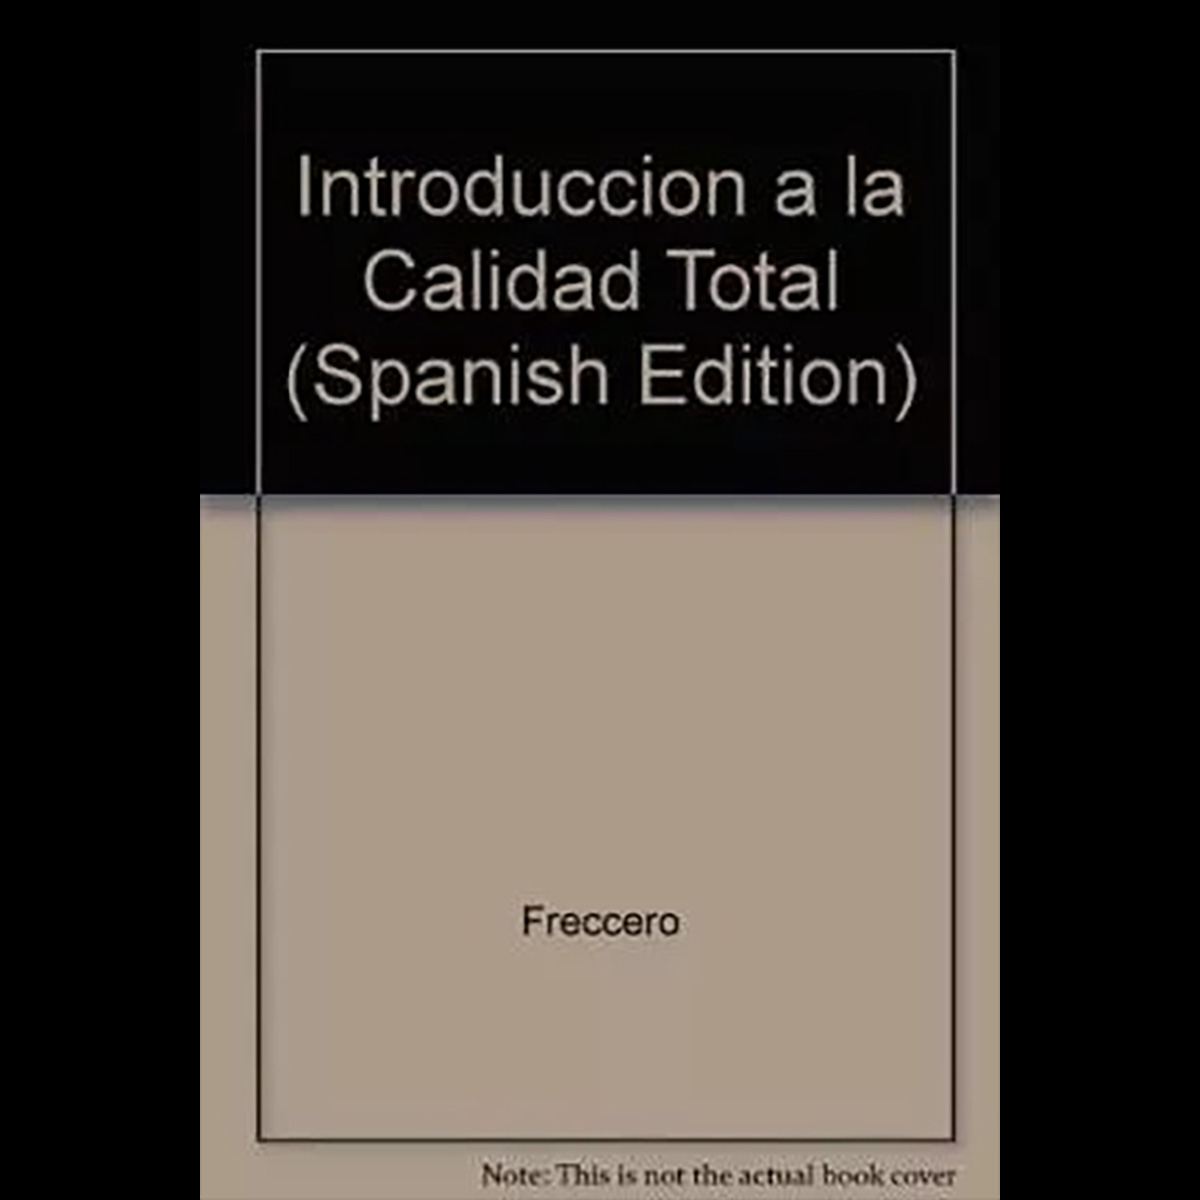 Introduccion a la
Calidad Total
(Spanish Edition)
Freccero
Note: This is not the actual book cover